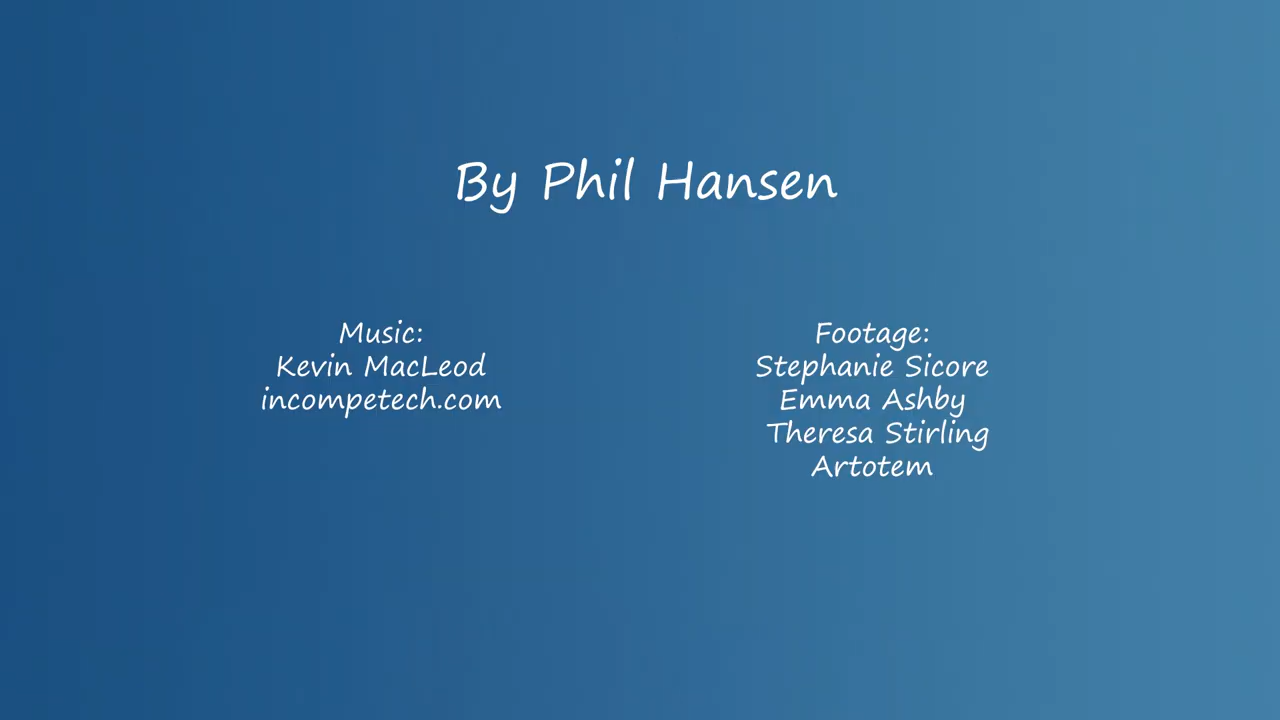 By Phil Hansen
Music:
Kevin MacLeod
incompetech.com
Footage:
Stephanie Sicore
Emma Ashby
Theresa Stirling
Artotem